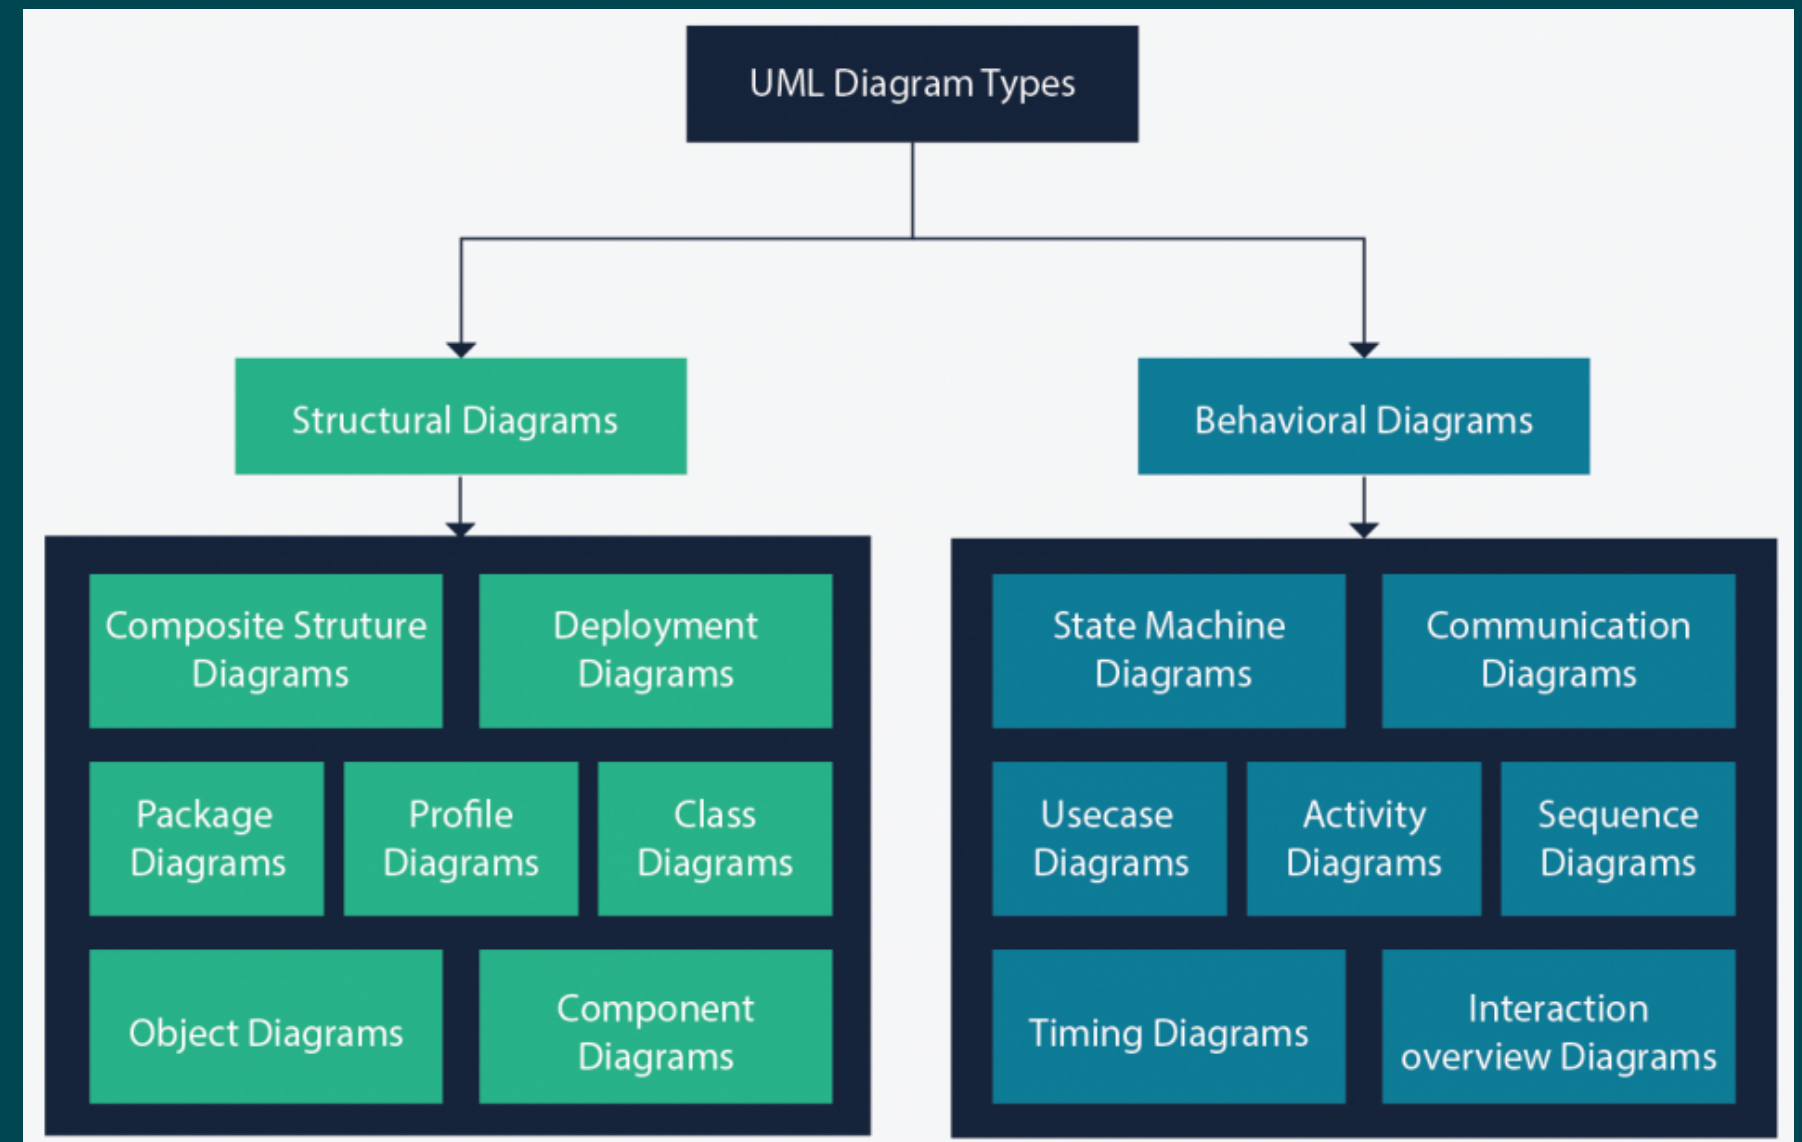 UML Diagram Types
Structural Diagrams
Behavioral Diagrams
Composite Struture
Diagrams
Deployment
Diagrams
Package
Diagrams
Profile
Diagrams
Class
Diagrams
Object Diagrams
Component
Diagrams
State Machine
Diagrams
Communication
Diagrams
Usecase
Diagrams
Activity
Diagrams
Sequence
Diagrams
Timing Diagrams
Interaction
overview Diagrams